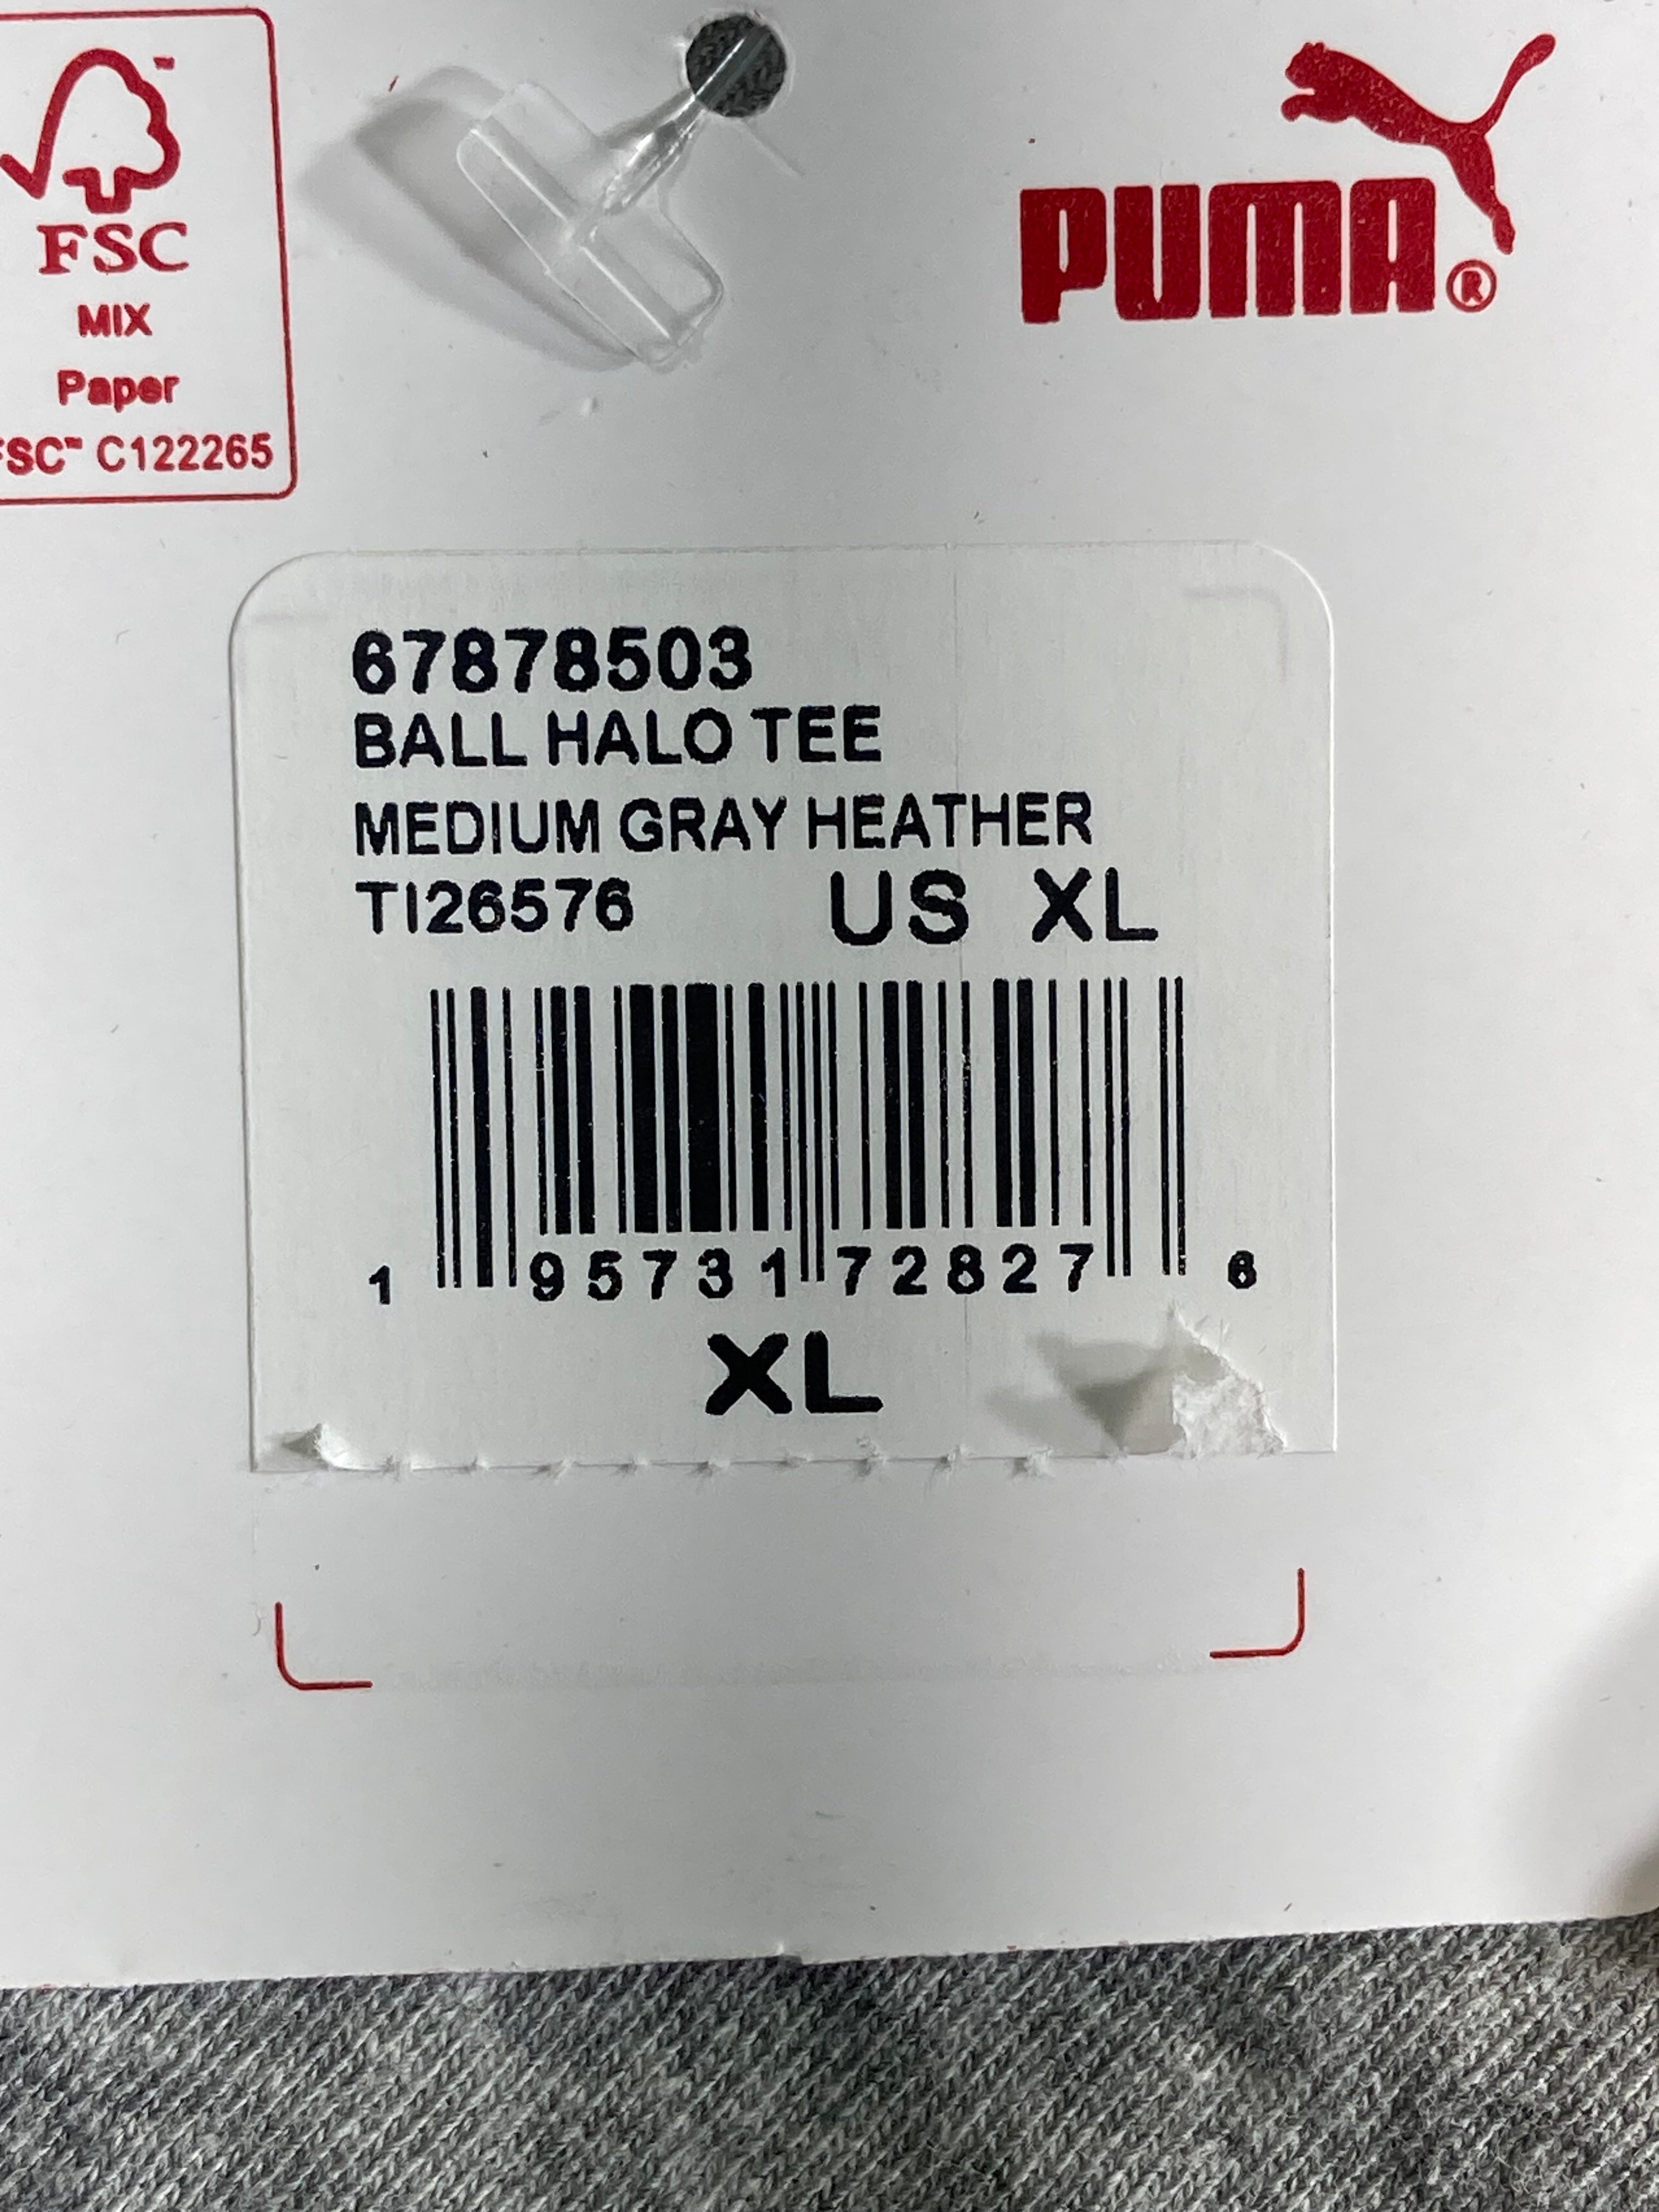 FSC
MIX
Paper
FSC™ C122265
PUMA®
67878503
BALL HALO TEE
MEDIUM GRAY HEATHER
TI26576 US XL
1 95731 72827 6
XL